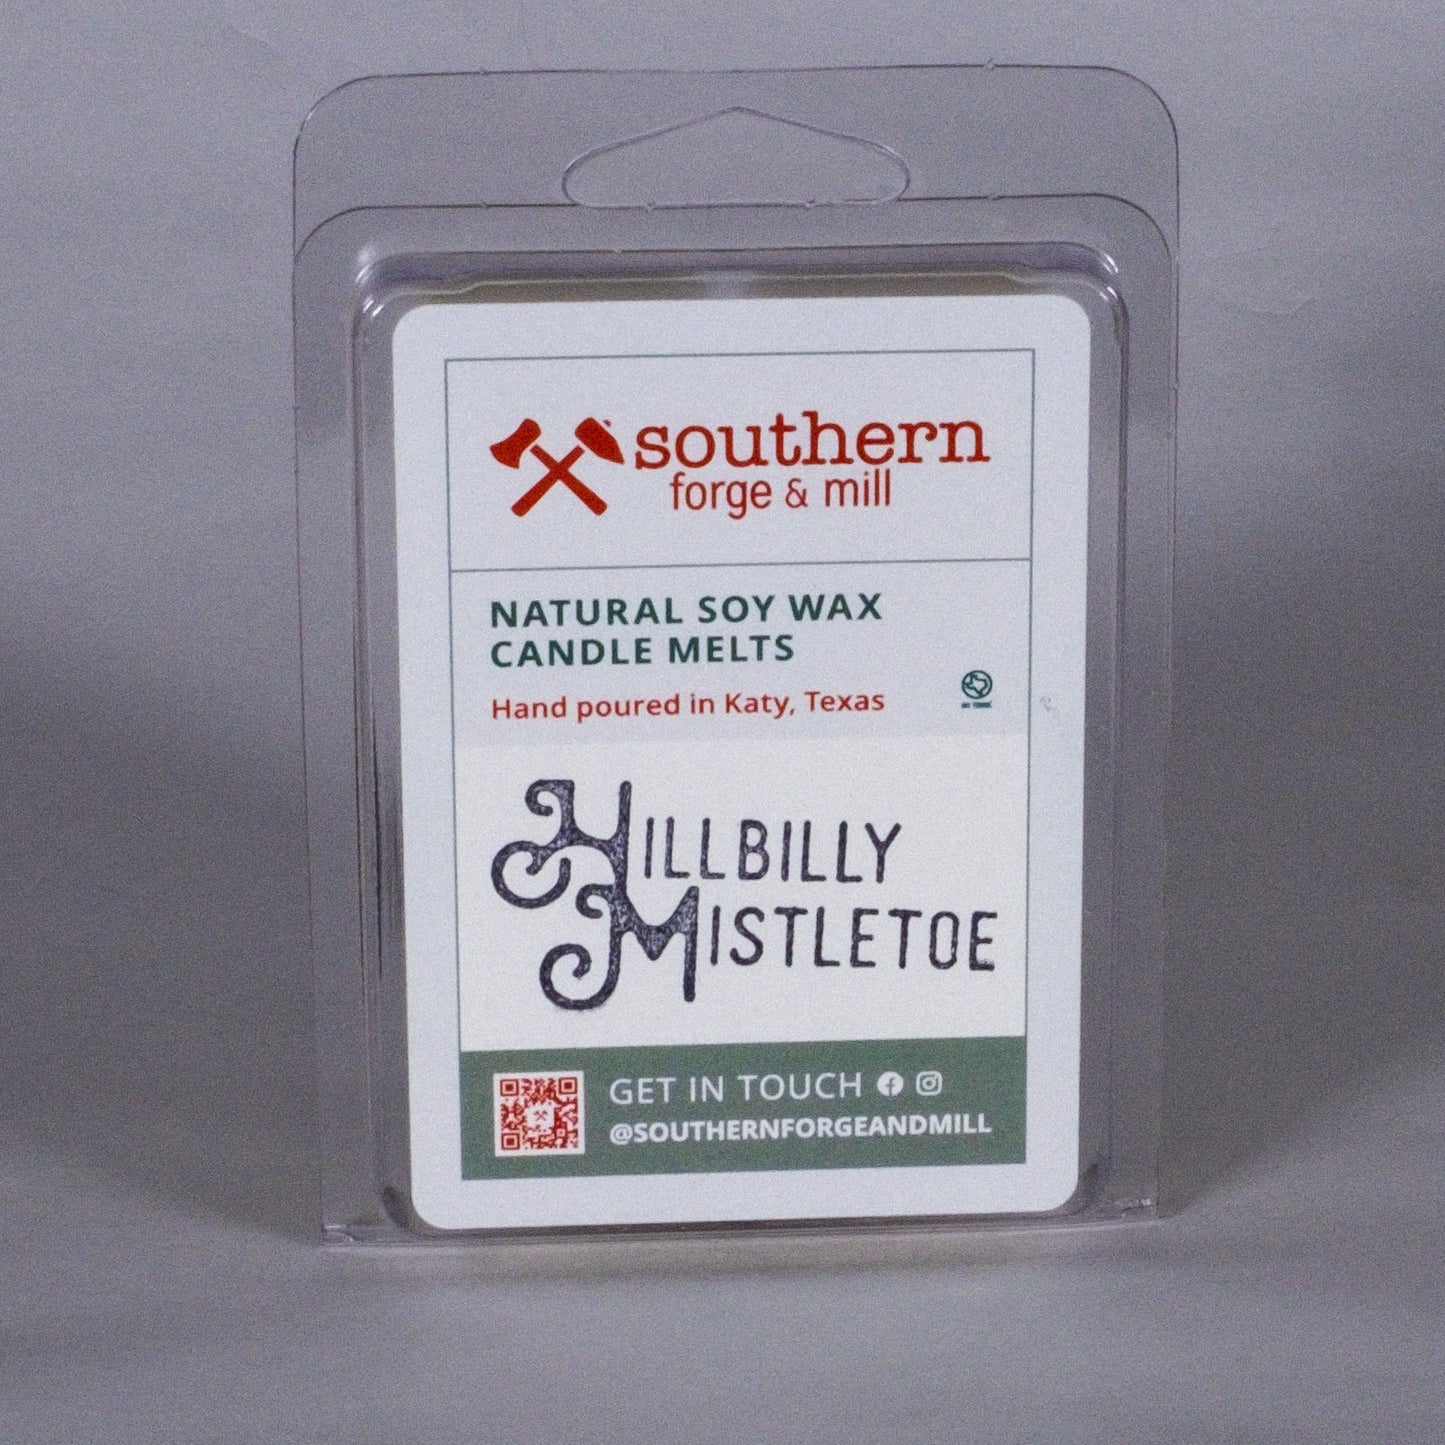 southern
forge & mill
NATURAL SOY WAX
CANDLE MELTS
Hand poured in Katy, Texas
HILLBILLY
MISTLETOE
GET IN TOUCH
@SOUTHERNFORGEANDMILL